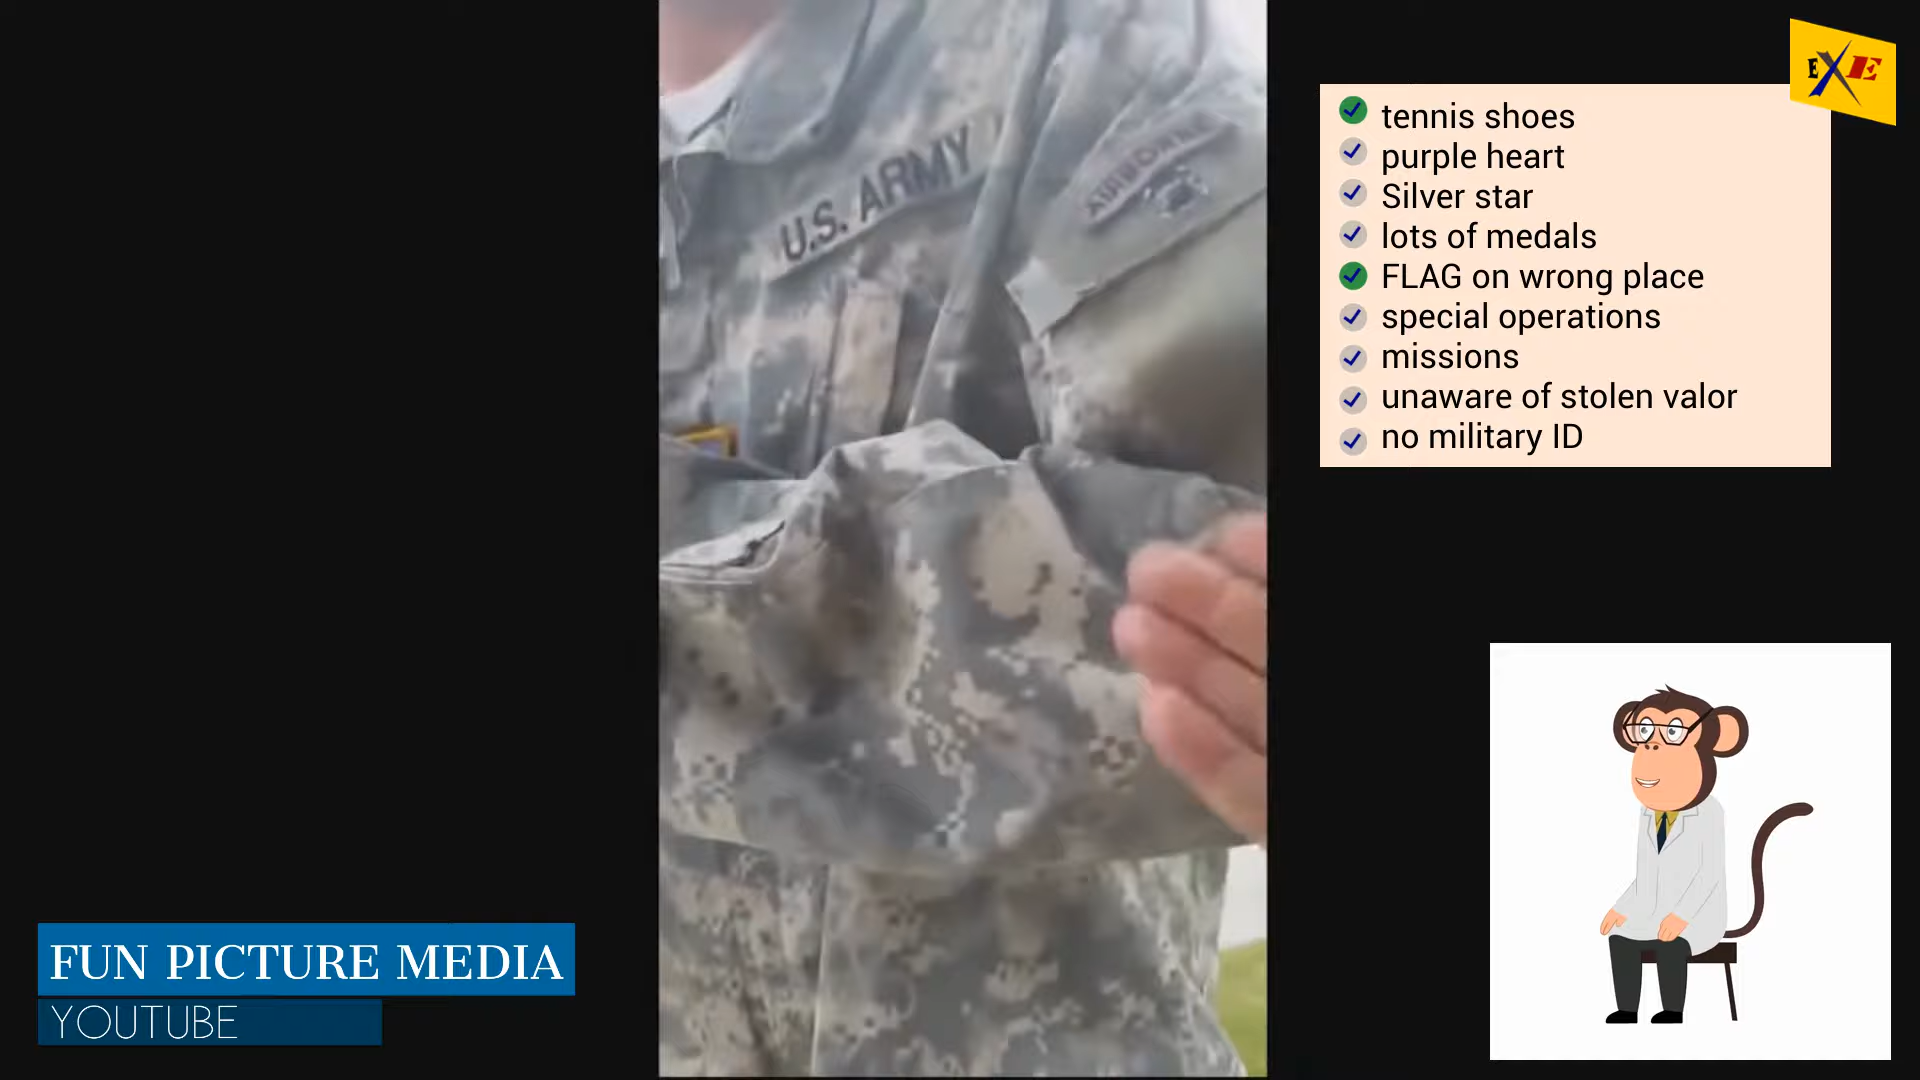 U.S. ARMY
AIRBORNE
EXE
tennis shoes
purple heart
Silver star
lots of medals
FLAG on wrong place
special operations
missions
unaware of stolen valor
no military ID
FUN PICTURE MEDIA
YOUTUBE